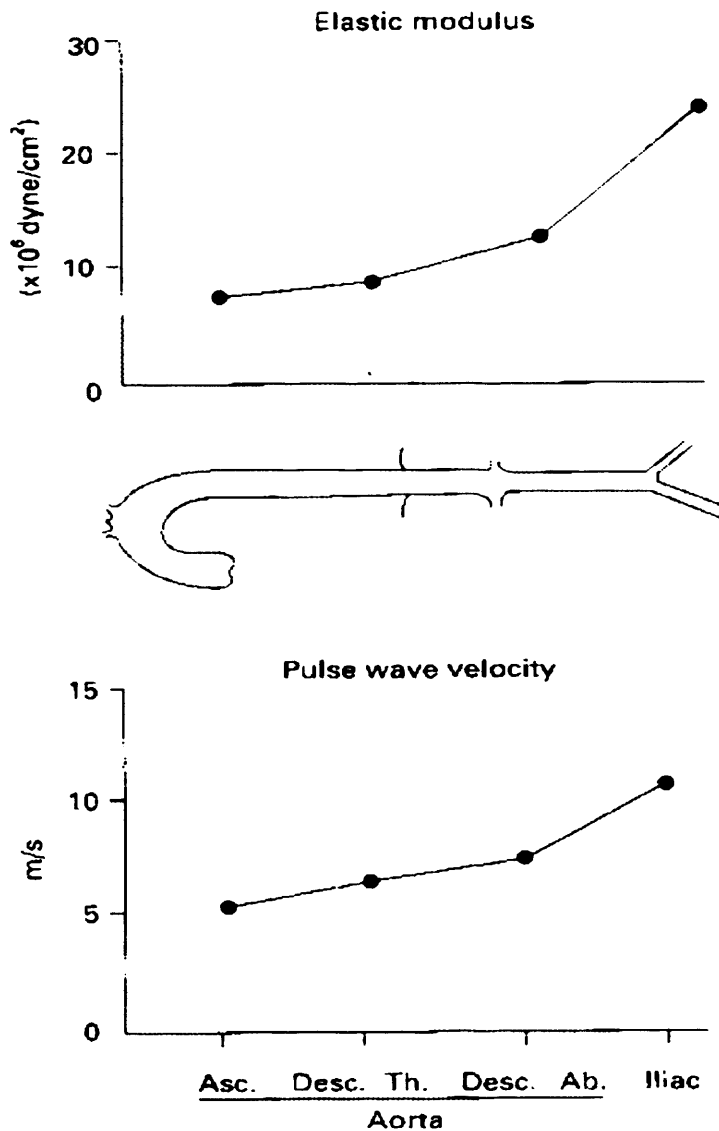 Elastic modulus
30
20
10
0
(x10⁶ dyne/cm²)
Pulse wave velocity
15
10
5
0
m/s
Asc. Desc. Th. Desc. Ab. Iliac
Aorta